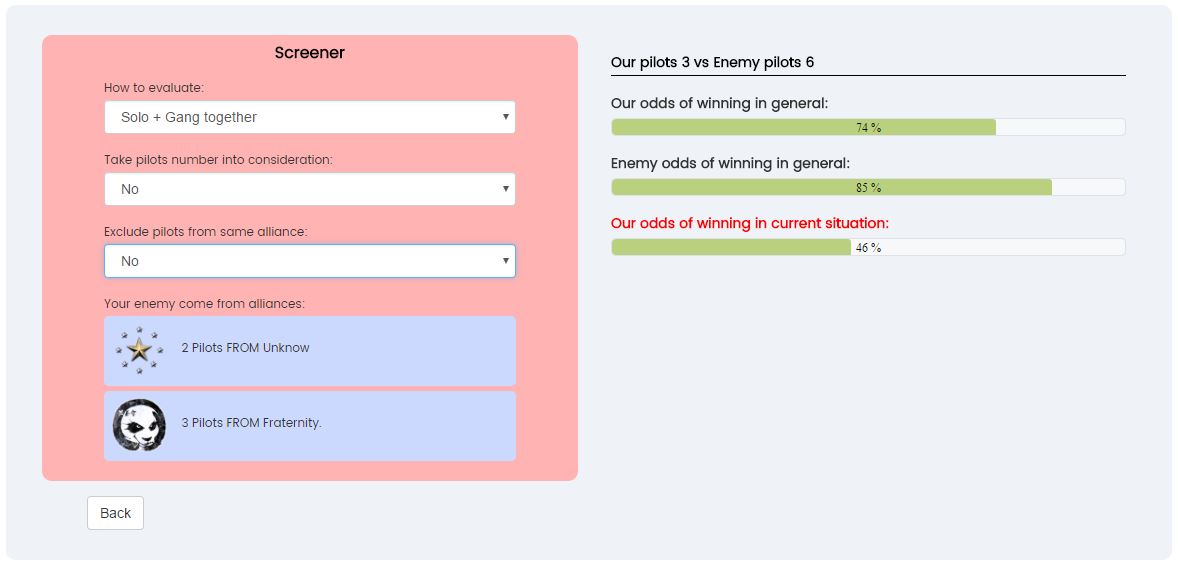 Screener
How to evaluate:
Solo + Gang together
Take pilots number into consideration:
No
Exclude pilots from same alliance:
No
Your enemy come from alliances:
2 Pilots FROM Unknow
3 Pilots FROM Fraternity.
Back
Our pilots 3 vs Enemy pilots 6
Our odds of winning in general:
74 %
Enemy odds of winning in general:
85 %
Our odds of winning in current situation:
46 %